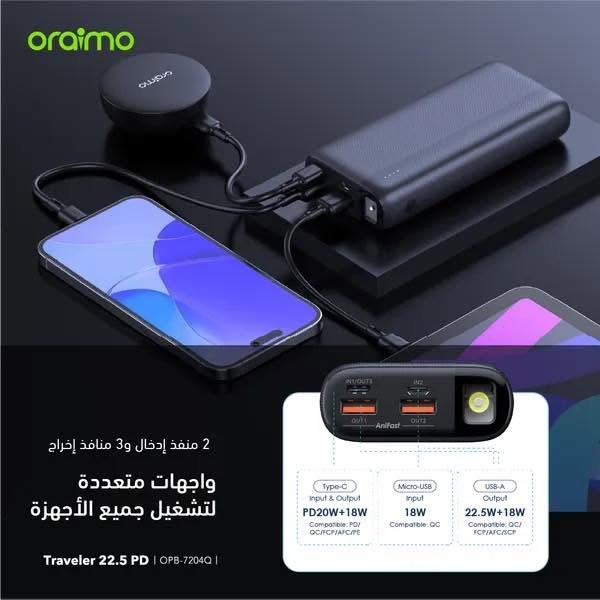 oraimo
oraimo
IN1/OUT3
IN2
OUT1
OUT2
AniFast
2 منفذ إدخال و3 منافذ إخراج
واجهات متعددة
لتشغيل جميع الأجهزة
Traveler 22.5 PD | OPB-7204Q |
Type-C
Input & Output
PD20W+18W
Compatible: PD/
QC/FCP/AFC/PE
Micro-USB
Input
18W
Compatible: QC
USB-A
Output
22.5W+18W
Compatible: QC/
FCP/AFC/SCP